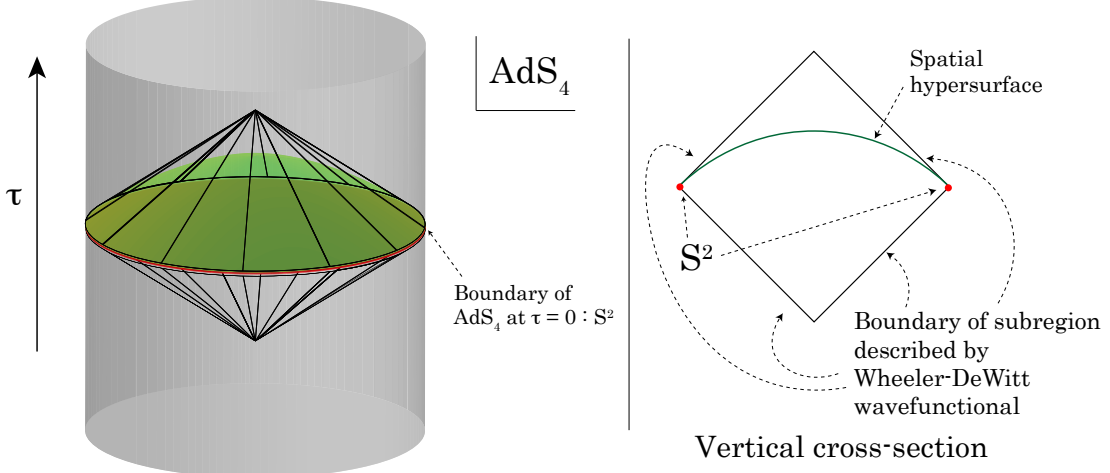 τ
AdS₄
Boundary of
AdS₄ at τ = 0 : S²
Spatial
hypersurface
S²
Boundary of subregion
described by
Wheeler-DeWitt
wavefunctional
Vertical cross-section